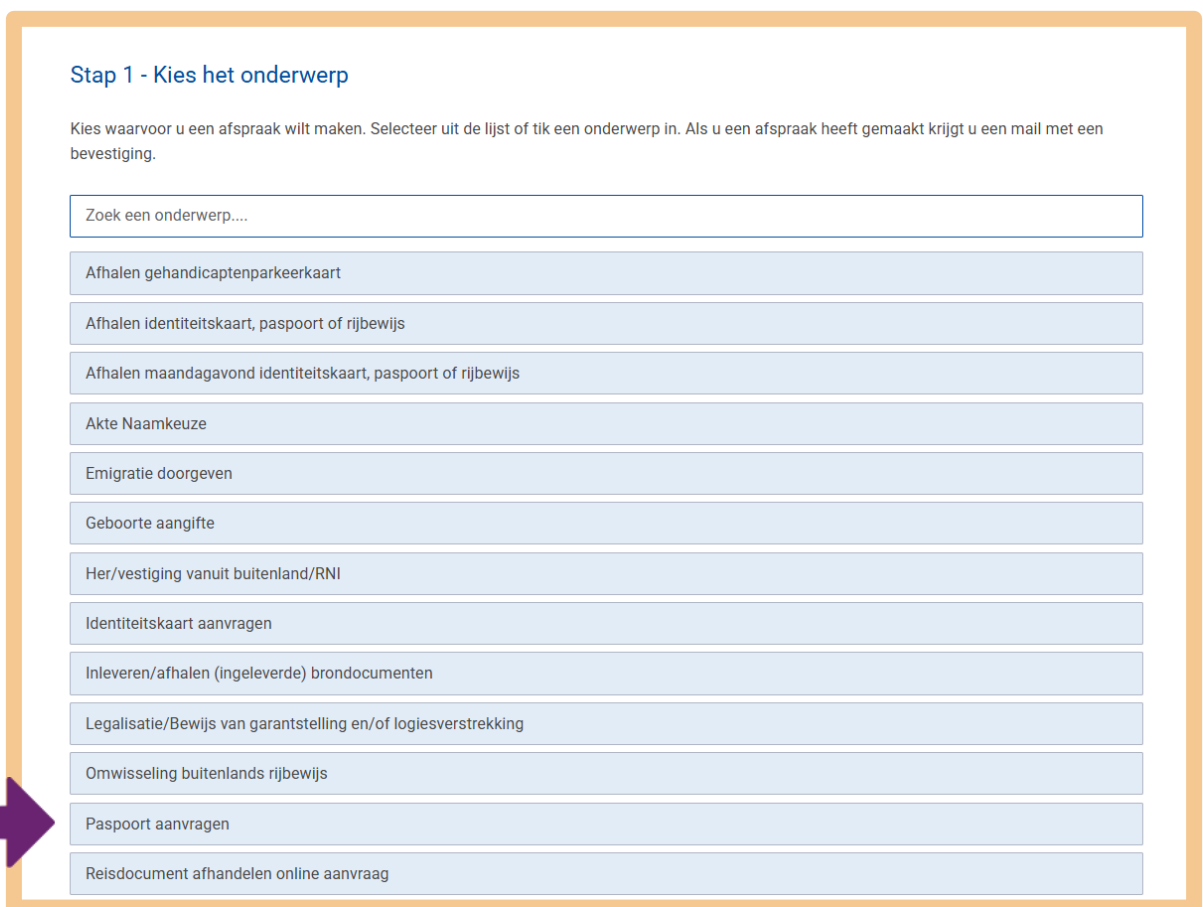 Stap 1 - Kies het onderwerp
Kies waarvoor u een afspraak wilt maken. Selecteer uit de lijst of tik een onderwerp in. Als u een afspraak heeft gemaakt krijgt u een mail met een
bevestiging.
Zoek een onderwerp....
Afhalen gehandicaptenparkeerkaart
Afhalen identiteitskaart, paspoort of rijbewijs
Afhalen maandagavond identiteitskaart, paspoort of rijbewijs
Akte Naamkeuze
Emigratie doorgeven
Geboorte aangifte
Her/vestiging vanuit buitenland/RNI
Identiteitskaart aanvragen
Inleveren/afhalen (ingeleverde) brondocumenten
Legalisatie/Bewijs van garantstelling en/of logiesverstrekking
Omwisseling buitenlands rijbewijs
Paspoort aanvragen
Reisdocument afhandelen online aanvraag